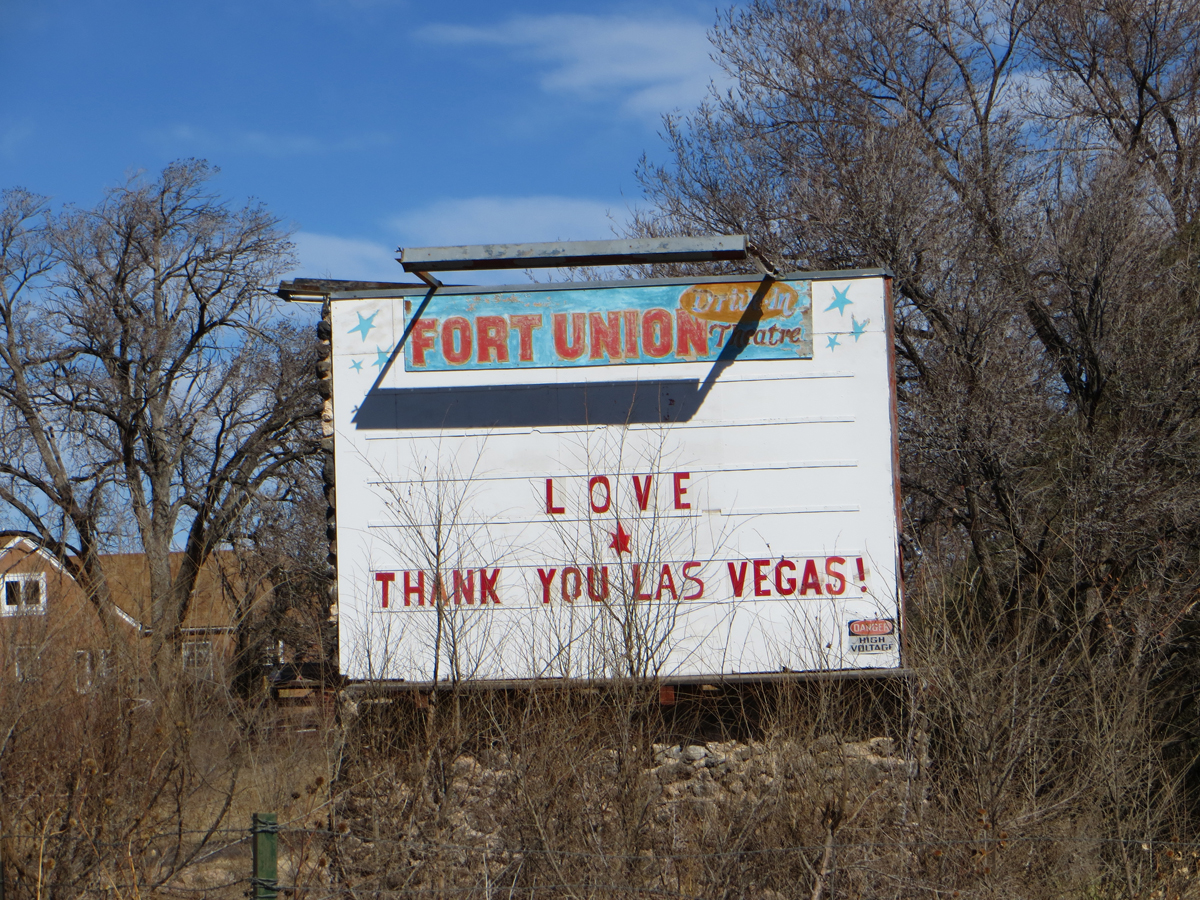 Drive In
FORT UNION
Theatre
LOVE
THANK YOU LAS VEGAS!
DANGER
HIGH
VOLTAGE